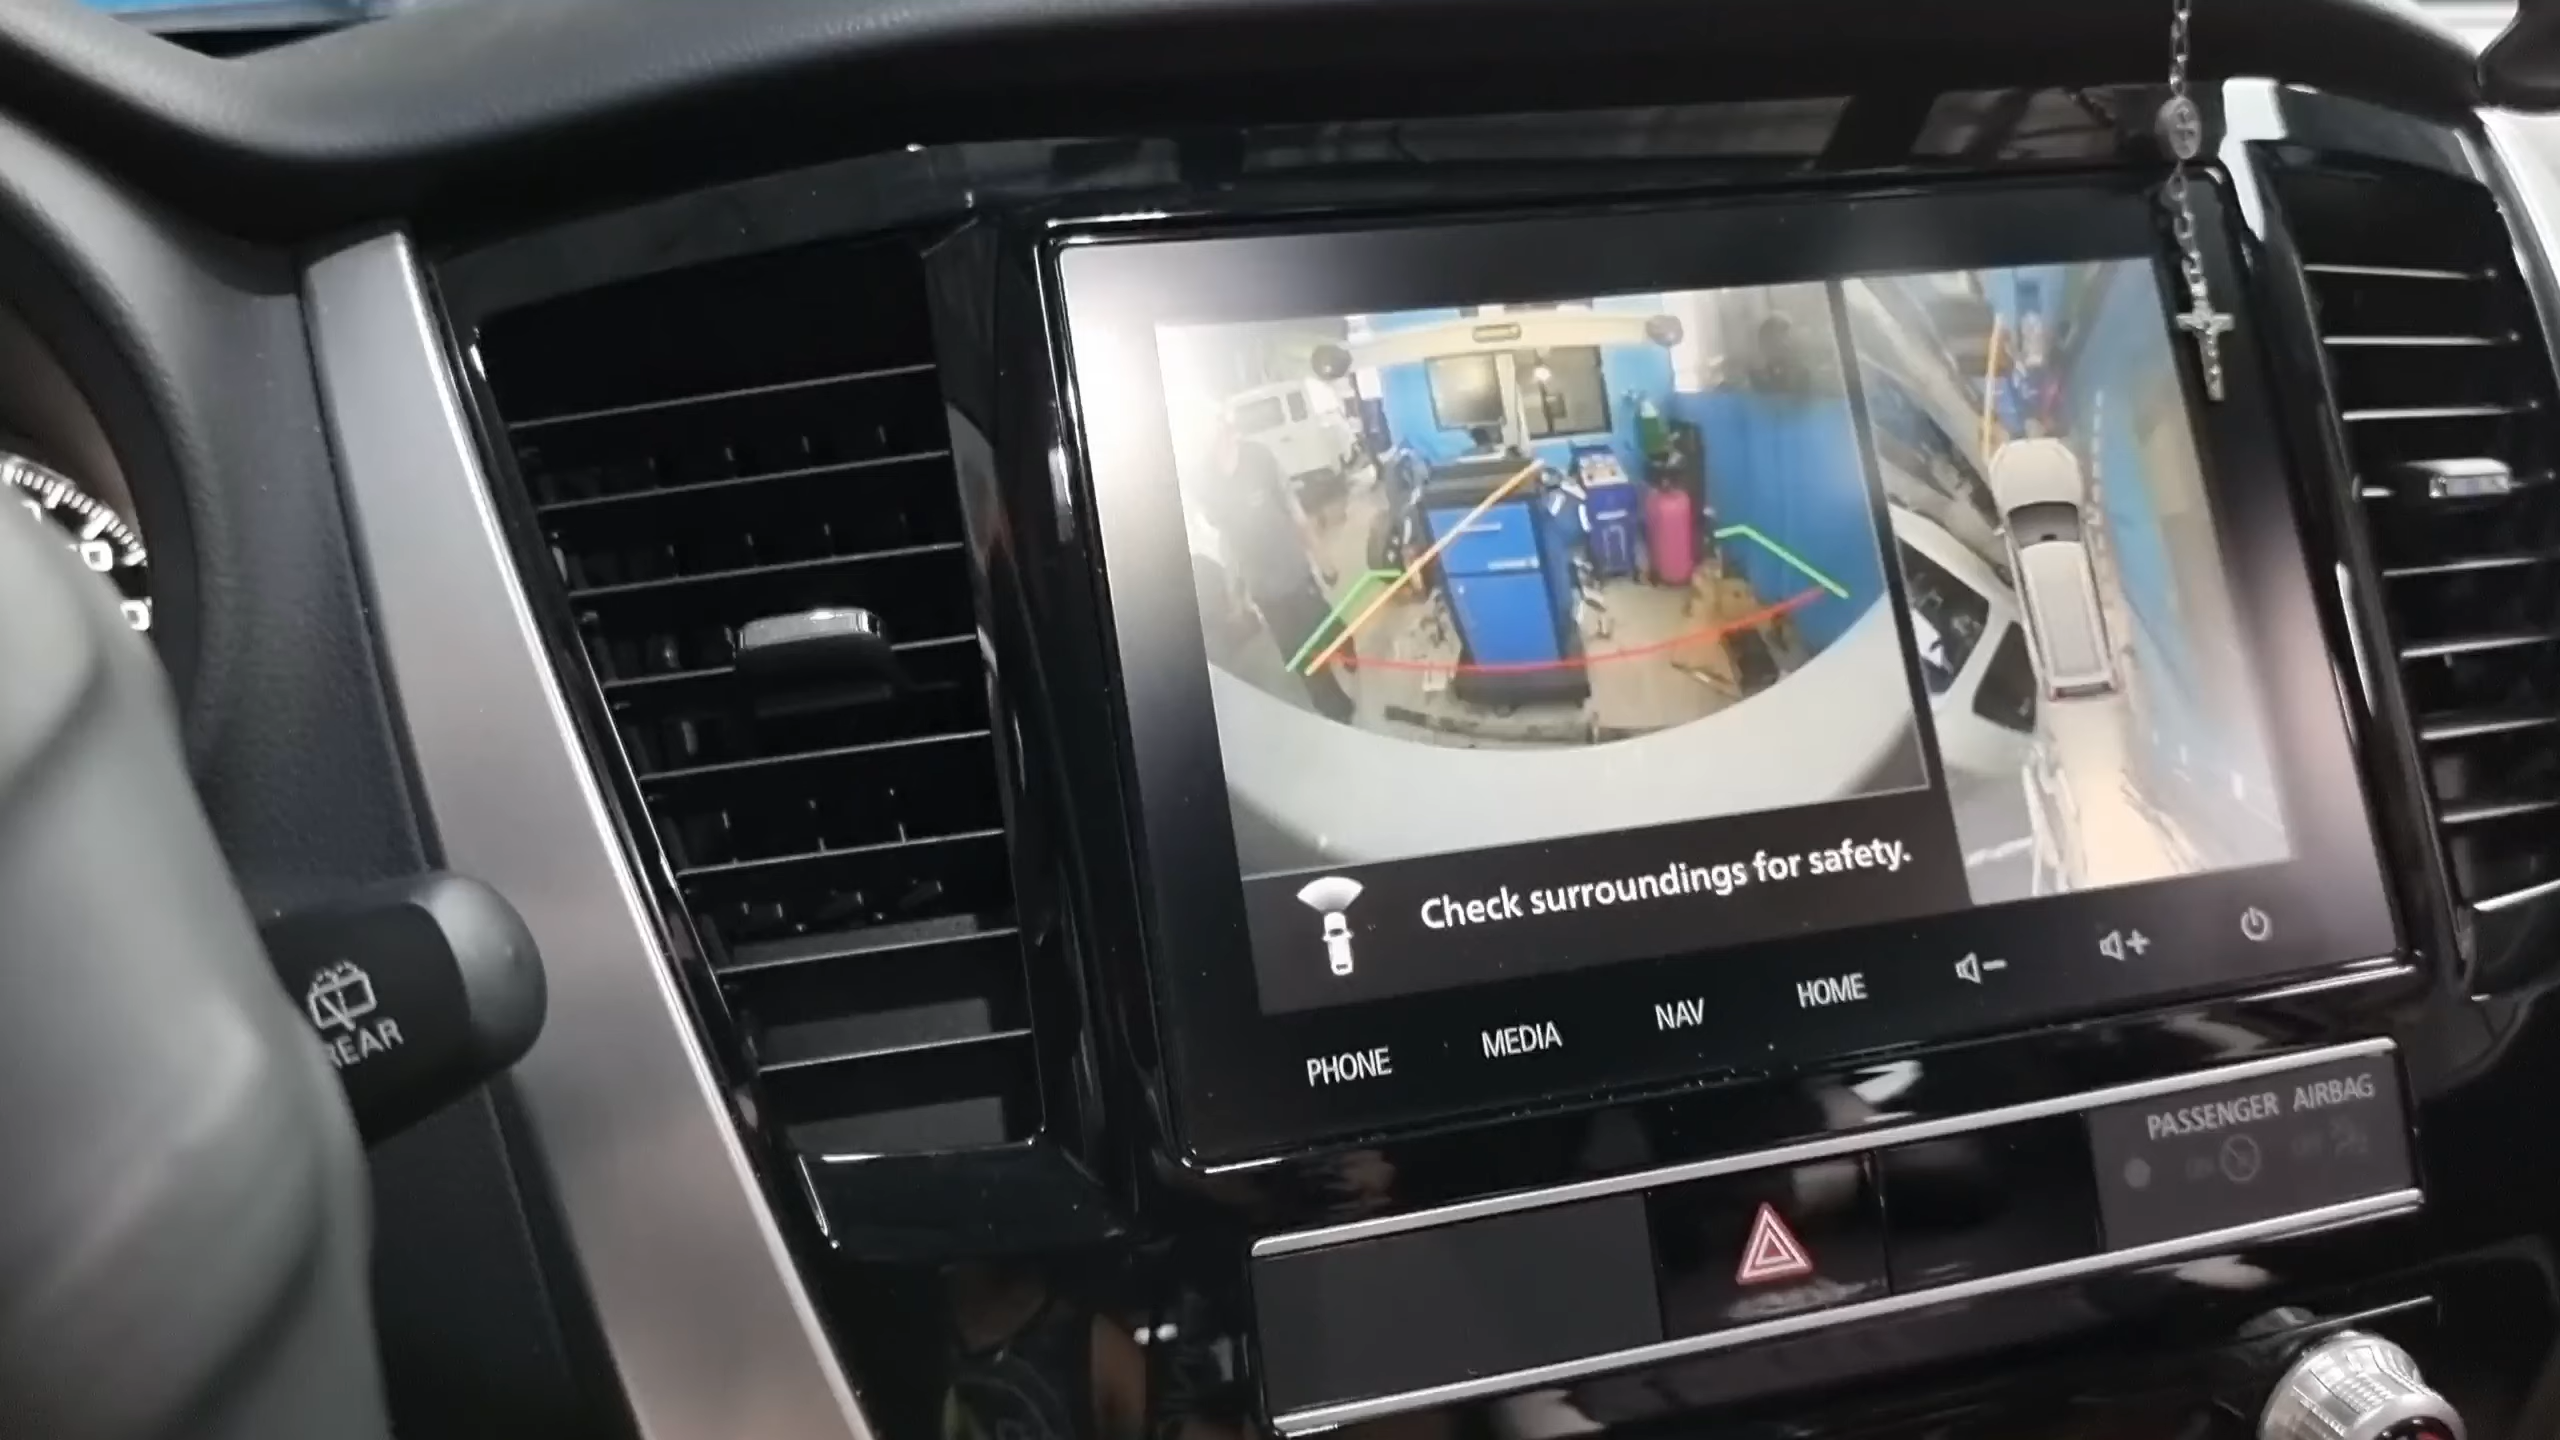 Check surroundings for safety.
PHONE MEDIA NAV HOME
REAR
PASSENGER AIRBAG